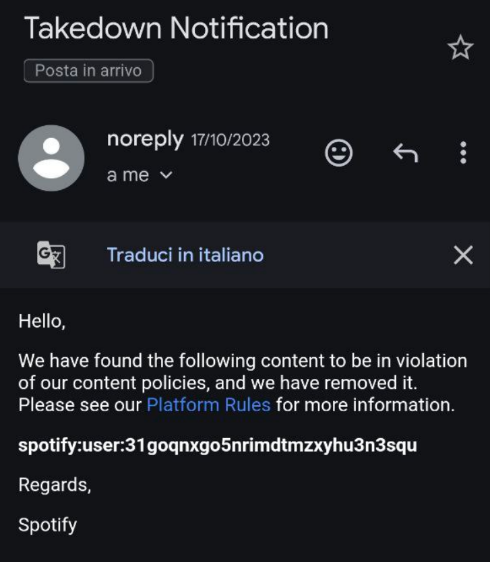 Takedown Notification
Posta in arrivo
noreply 17/10/2023
a me
Traduci in italiano
Hello,
We have found the following content to be in violation
of our content policies, and we have removed it.
Please see our Platform Rules for more information.
spotify:user:31goqnxgo5nrimdtmzxyhu3n3squ
Regards,
Spotify